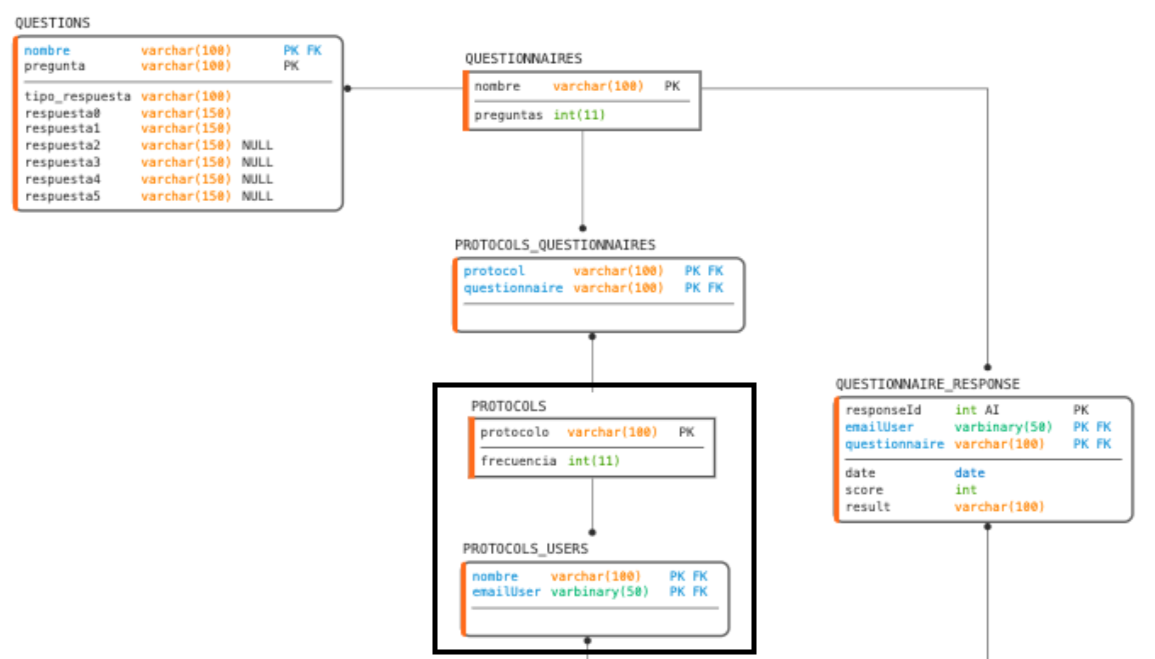 QUESTIONS
nombre varchar(100) PK FK
pregunta varchar(100) PK
tipo_respuesta varchar(100)
respuesta0 varchar(150)
respuesta1 varchar(150)
respuesta2 varchar(150) NULL
respuesta3 varchar(150) NULL
respuesta4 varchar(150) NULL
respuesta5 varchar(150) NULL
QUESTIONNAIRES
nombre varchar(100) PK
preguntas int(11)
PROTOCOLS_QUESTIONNAIRES
protocol varchar(100) PK FK
questionnaire varchar(100) PK FK
PROTOCOLS
protocolo varchar(100) PK
frecuencia int(11)
PROTOCOLS_USERS
nombre varchar(100) PK FK
emailUser varbinary(50) PK FK
QUESTIONNAIRE_RESPONSE
responseId int AI PK
emailUser varbinary(50) PK FK
questionnaire varchar(100) PK FK
date date
score int
result varchar(100)